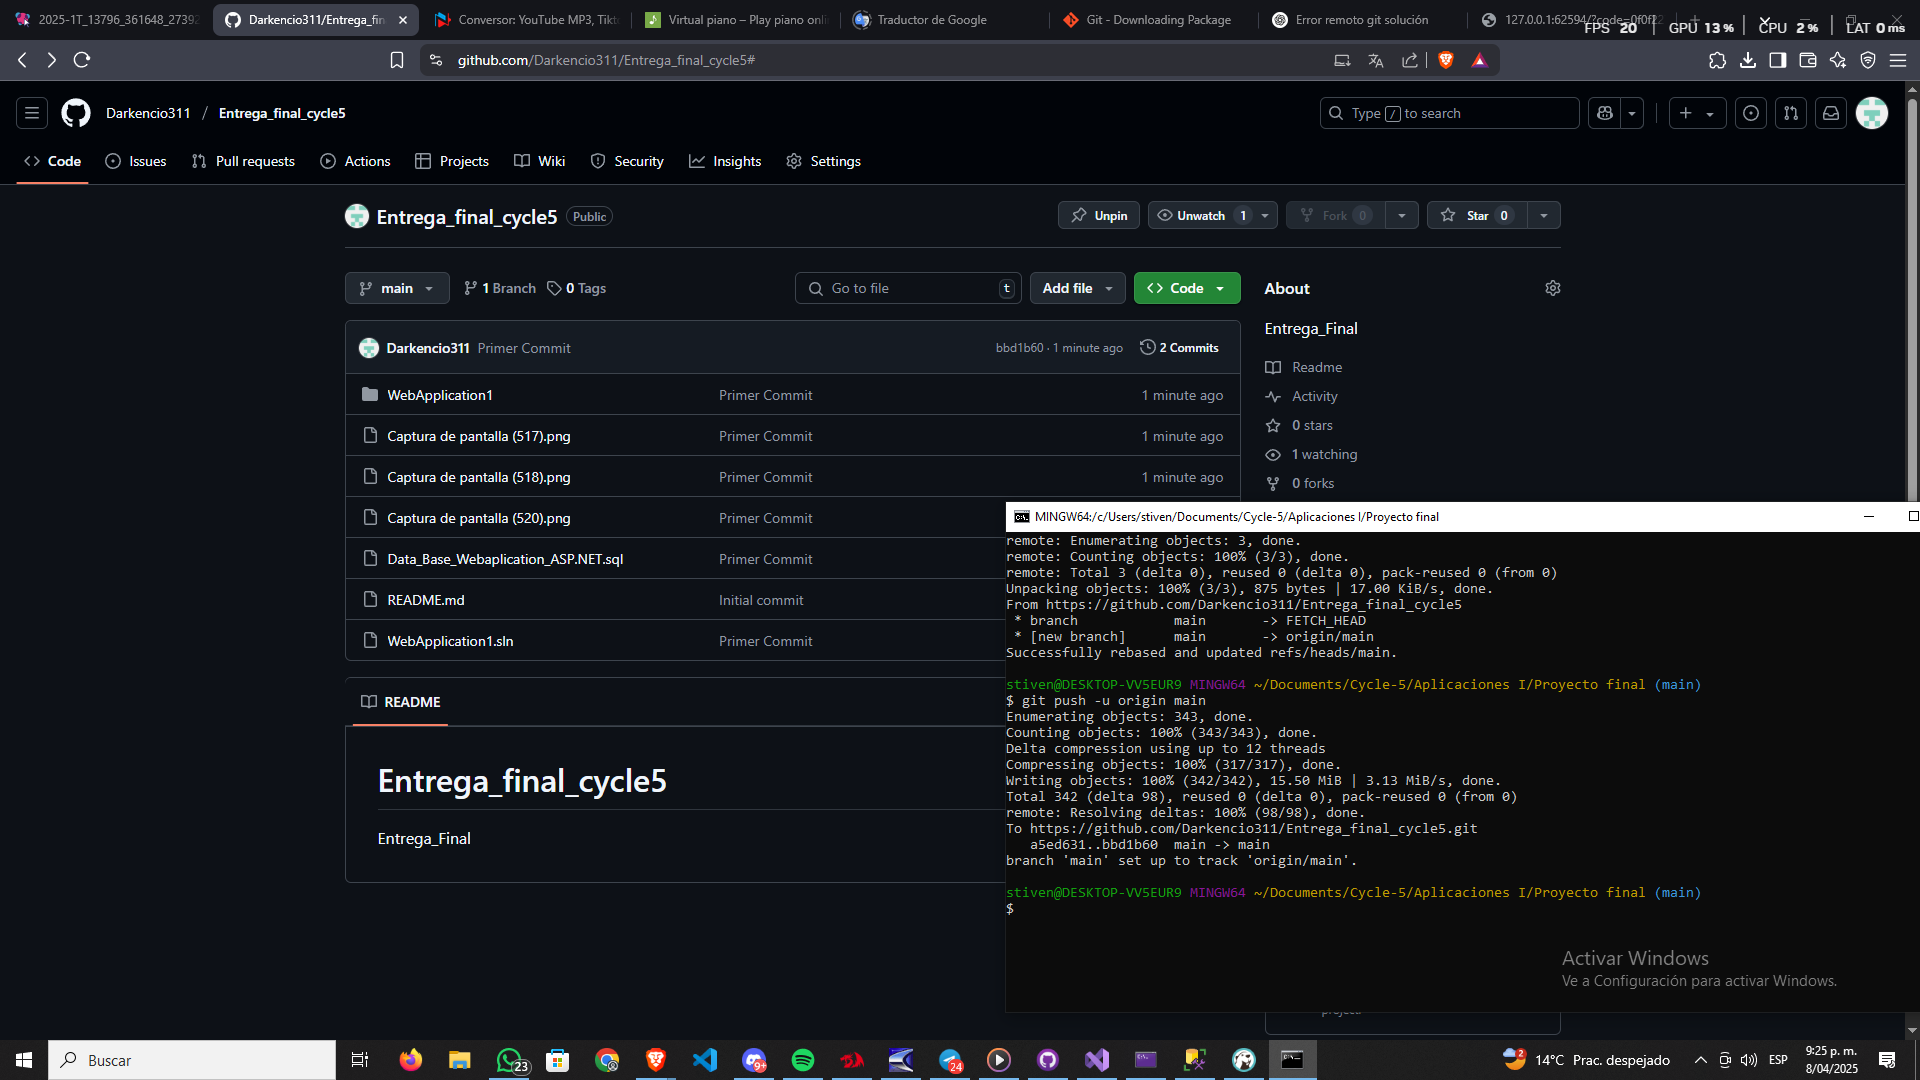 2025-1T_13796_361648_27392
Darkencio311/Entrega_fin
Conversor: YouTube MP3, Tikt
Virtual piano – Play piano onli
Traductor de Google
Git - Downloading Package
Error remoto git solución
127.0.0.1:62594/?code=0f0f22
FPS 20 GPU 13 % CPU 2 % LAT 0 ms
github.com/Darkencio311/Entrega_final_cycle5#
Darkencio311 / Entrega_final_cycle5
Type / to search
Code
Issues
Pull requests
Actions
Projects
Wiki
Security
Insights
Settings
Entrega_final_cycle5 Public
Unpin
Unwatch 1
Fork 0
Star 0
main
1 Branch
0 Tags
Go to file t
Add file
Code
About
Entrega_Final
Darkencio311 Primer Commit bbd1b60 · 1 minute ago 2 Commits
WebApplication1 Primer Commit 1 minute ago
Captura de pantalla (517).png Primer Commit 1 minute ago
Captura de pantalla (518).png Primer Commit 1 minute ago
Captura de pantalla (520).png Primer Commit
Data_Base_Webaplication_ASP.NET.sql Primer Commit
README.md Initial commit
WebApplication1.sln Primer Commit
Readme
Activity
0 stars
1 watching
0 forks
README
Entrega_final_cycle5
Entrega_Final
MINGW64:/c/Users/stiven/Documents/Cycle-5/Aplicaciones I/Proyecto final
remote: Enumerating objects: 3, done.
remote: Counting objects: 100% (3/3), done.
remote: Total 3 (delta 0), reused 0 (delta 0), pack-reused 0 (from 0)
Unpacking objects: 100% (3/3), 875 bytes | 17.00 KiB/s, done.
From https://github.com/Darkencio311/Entrega_final_cycle5
* branch main -> FETCH_HEAD
* [new branch] main -> origin/main
Successfully rebased and updated refs/heads/main.
stiven@DESKTOP-VV5EUR9 MINGW64 ~/Documents/Cycle-5/Aplicaciones I/Proyecto final (main)
$ git push -u origin main
Enumerating objects: 343, done.
Counting objects: 100% (343/343), done.
Delta compression using up to 12 threads
Compressing objects: 100% (317/317), done.
Writing objects: 100% (342/342), 15.50 MiB | 3.13 MiB/s, done.
Total 342 (delta 98), reused 0 (delta 0), pack-reused 0 (from 0)
remote: Resolving deltas: 100% (98/98), done.
To https://github.com/Darkencio311/Entrega_final_cycle5.git
a5ed631..bbd1b60 main -> main
branch 'main' set up to track 'origin/main'.
stiven@DESKTOP-VV5EUR9 MINGW64 ~/Documents/Cycle-5/Aplicaciones I/Proyecto final (main)
$
Activar Windows
Ve a Configuración para activar Windows.
Buscar
23
9+
24
2
14°C Prac. despejado
ESP
9:25 p. m.
8/04/2025